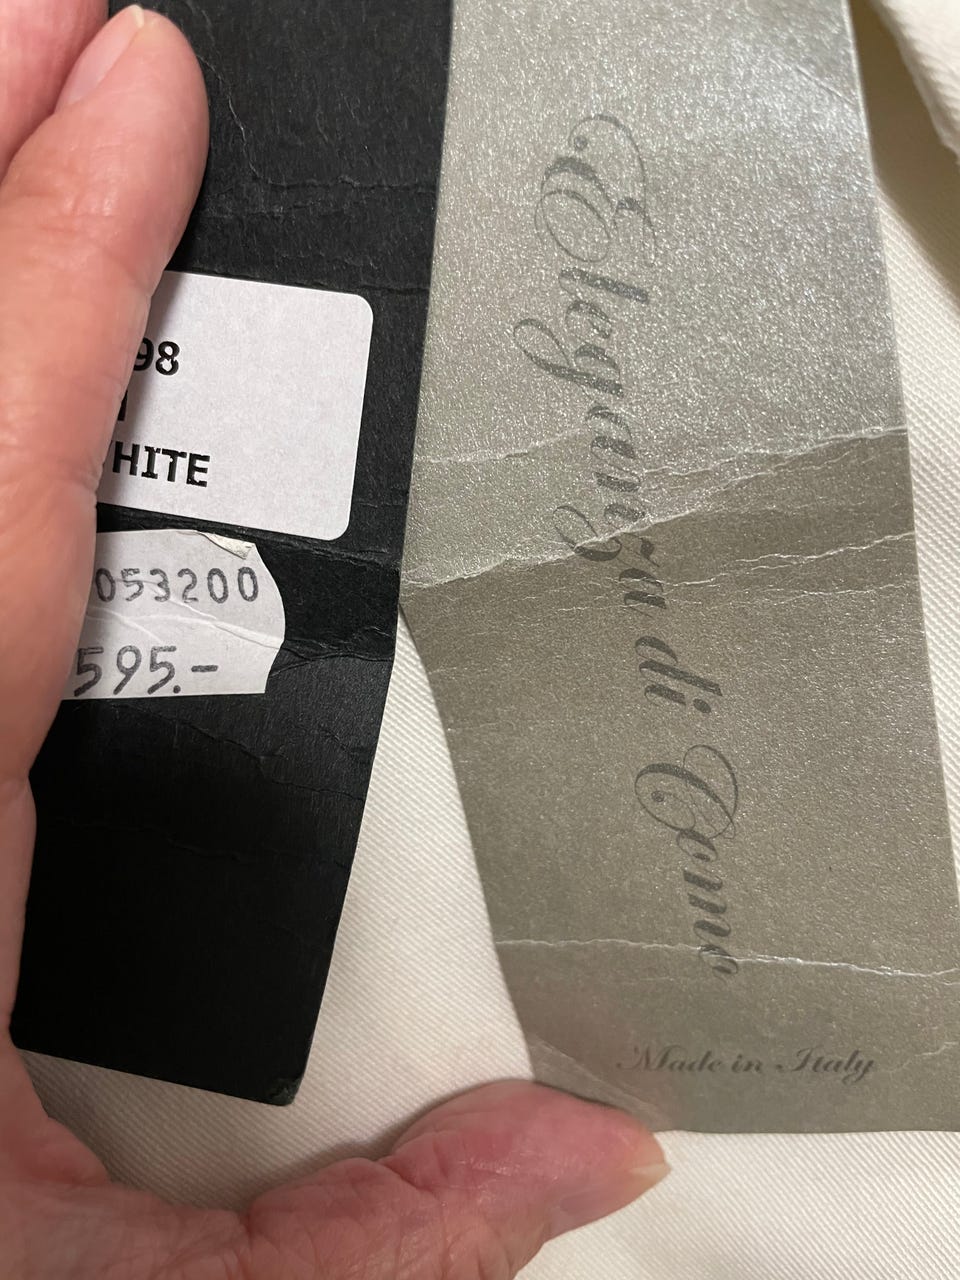 98
HITE
053200
595.-
Eleganza di Como
Made in Italy